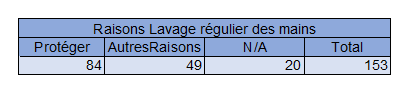 Raisons Lavage régulier des mains
Protéger AutresRaisons N/A Total
84 49 20 153